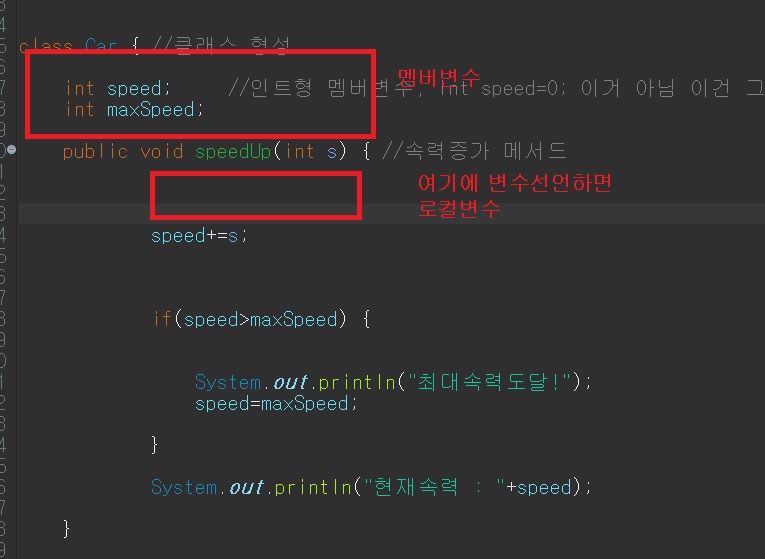 class Car { //클래스 형성
int speed; //인트형 멤버변수, int speed=0; 이거 아님 이건 그
멤버변수
int maxSpeed;
public void speedUp(int s) { //속력증가 메서드
여기에 변수선언하면
로컬변수
speed+=s;
if(speed>maxSpeed) {
System.out.println("최대속력도달!");
speed=maxSpeed;
}
System.out.println("현재속력 : "+speed);
}